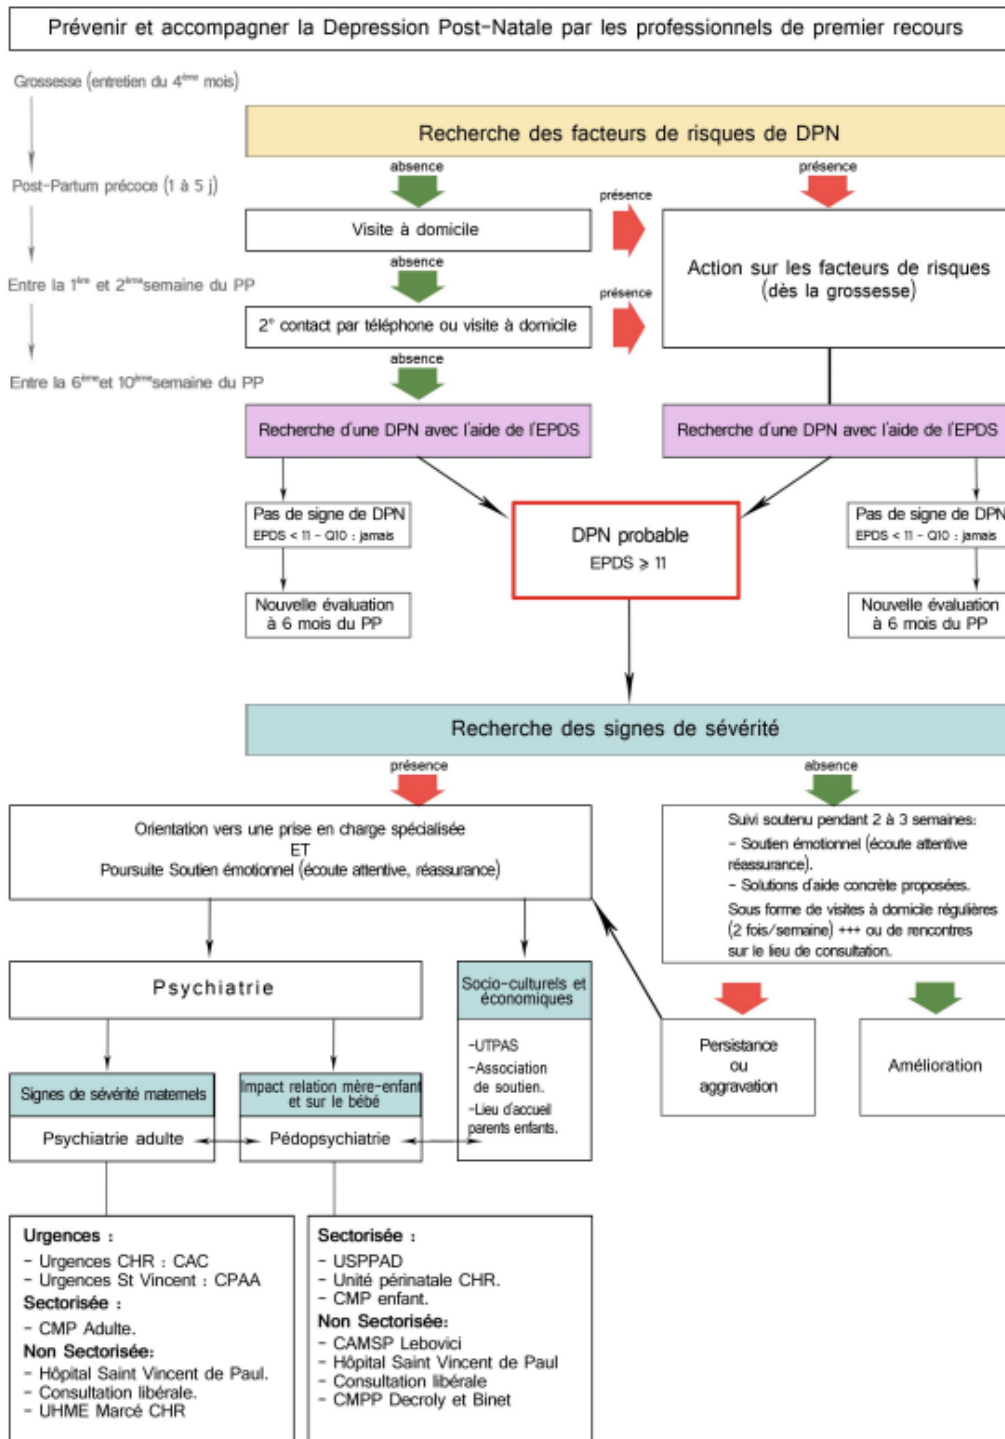 Prévenir et accompagner la Depression Post-Natale par les professionnels de premier recours
Grossesse (entretien du 4ème mois)
Recherche des facteurs de risques de DPN
absence
présence
Post-Partum précoce (1 à 5 j)
présence
Visite à domicile
Action sur les facteurs de risques
(dès la grossesse)
absence
Entre la 1ère et 2ème semaine du PP
présence
2° contact par téléphone ou visite à domicile
absence
Entre la 6ème et 10ème semaine du PP
Recherche d'une DPN avec l'aide de l'EPDS
Recherche d'une DPN avec l'aide de l'EPDS
Pas de signe de DPN
EPDS < 11 - Q10 : jamais
DPN probable
EPDS ⩾ 11
Pas de signe de DPN
EPDS < 11 - Q10 : jamais
Nouvelle évaluation
à 6 mois du PP
Nouvelle évaluation
à 6 mois du PP
Recherche des signes de sévérité
présence
absence
Orientation vers une prise en charge spécialisée
ET
Poursuite Soutien émotionnel (écoute attentive, réassurance)
Suivi soutenu pendant 2 à 3 semaines:
- Soutien émotionnel (écoute attentive
réassurance).
- Solutions d'aide concrète proposées.
Sous forme de visites à domicile régulières
(2 fois/semaine) +++ ou de rencontres
sur le lieu de consultation.
Psychiatrie
Socio-culturels et
économiques
-UTPAS
-Association
de soutien.
-Lieu d'accueil
parents enfants.
Persistance
ou
aggravation
Amélioration
Signes de sévérité maternels
Psychiatrie adulte
Impact relation mère-enfant
et sur le bébé
Pédopsychiatrie
Urgences :
- Urgences CHR : CAC
- Urgences St Vincent : CPAA
Sectorisée :
- CMP Adulte.
Non Sectorisée:
- Hôpital Saint Vincent de Paul.
- Consultation libérale.
- UHME Marcé CHR
Sectorisée :
- USPPAD
- Unité périnatale CHR.
- CMP enfant.
Non Sectorisée:
- CAMSP Lebovici
- Hôpital Saint Vincent de Paul
- Consultation libérale
- CMPP Decroly et Binet